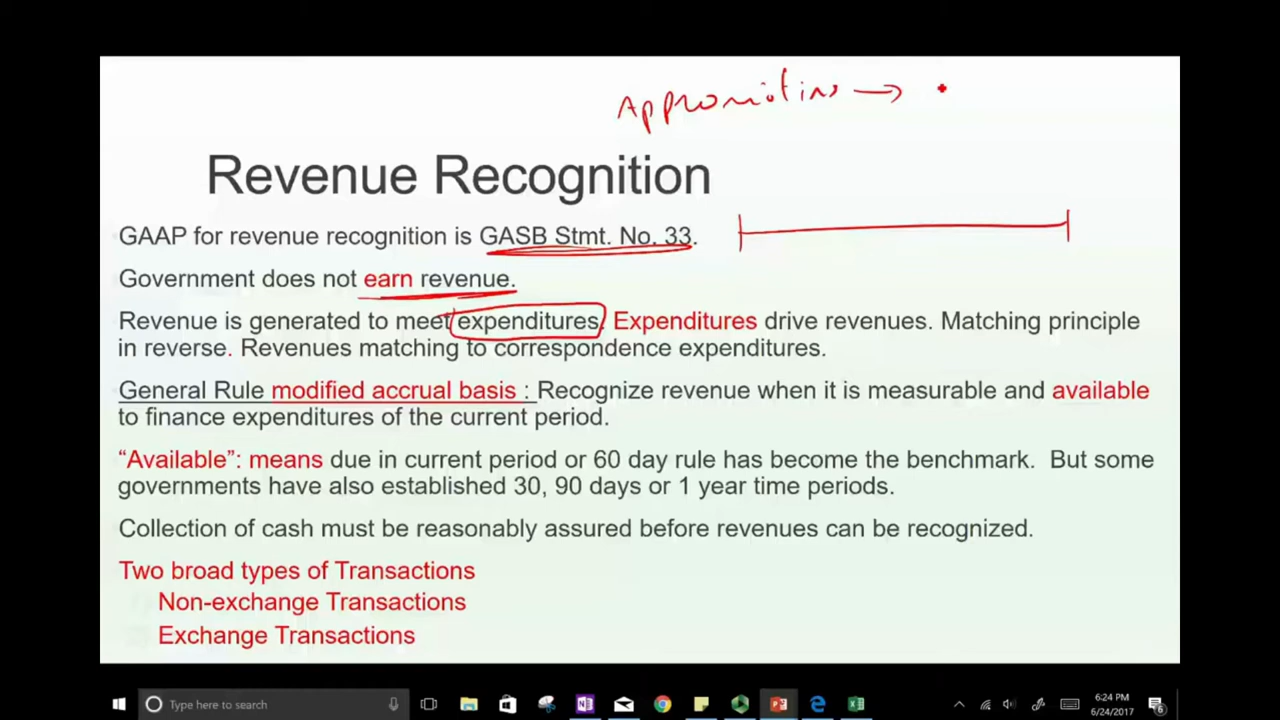 Appropriations →
Revenue Recognition
GAAP for revenue recognition is GASB Stmt. No. 33.
Government does not earn revenue.
Revenue is generated to meet expenditures. Expenditures drive revenues. Matching principle
in reverse. Revenues matching to correspondence expenditures.
General Rule modified accrual basis : Recognize revenue when it is measurable and available
to finance expenditures of the current period.
“Available”: means due in current period or 60 day rule has become the benchmark. But some
governments have also established 30, 90 days or 1 year time periods.
Collection of cash must be reasonably assured before revenues can be recognized.
Two broad types of Transactions
Non-exchange Transactions
Exchange Transactions
Type here to search
6:24 PM
6/24/2017
6